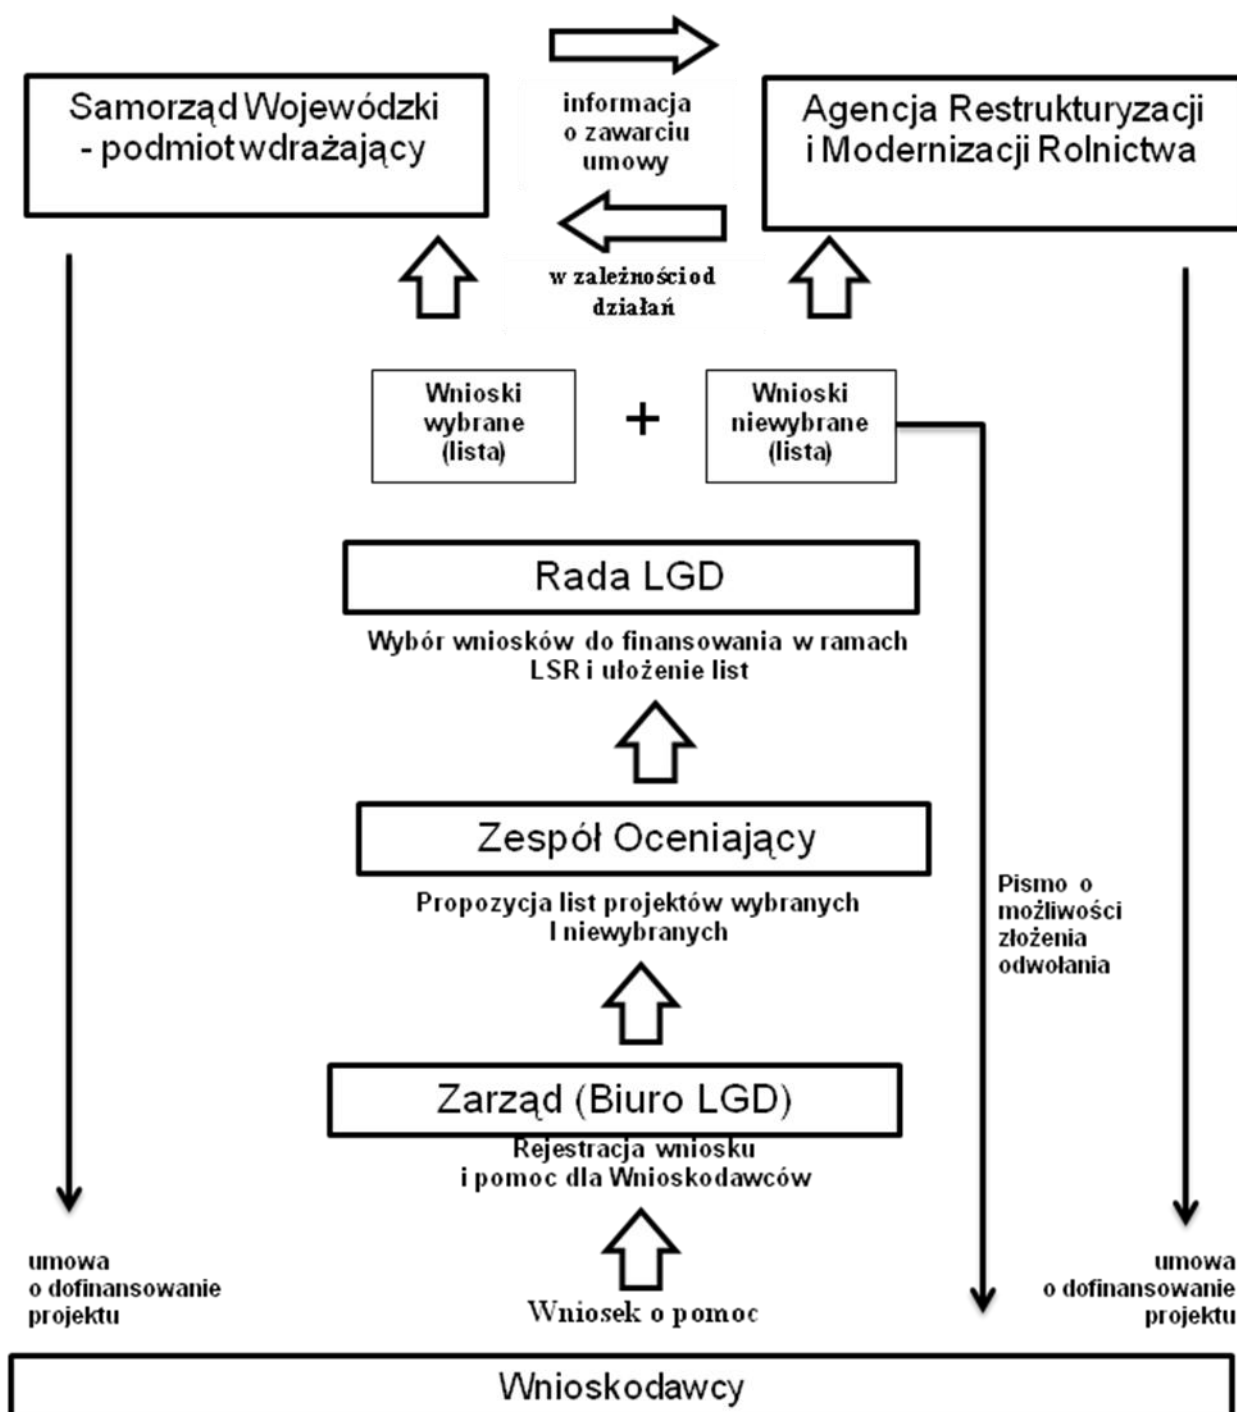 Samorząd Wojewódzki
- podmiot wdrażający
informacja
o zawarciu
umowy
Agencja Restrukturyzacji
i Modernizacji Rolnictwa
w zależności od
działań
Wnioski
wybrane
(lista)
+
Wnioski
niewybrane
(lista)
Rada LGD
Wybór wniosków do finansowania w ramach
LSR i ułożenie list
Zespół Oceniający
Propozycja list projektów wybranych
I niewybranych
Pismo o
możliwości
złożenia
odwołania
Zarząd (Biuro LGD)
Rejestracja wniosku
i pomoc dla Wnioskodawców
umowa
o dofinansowanie
projektu
Wniosek o pomoc
umowa
o dofinansowanie
projektu
Wnioskodawcy